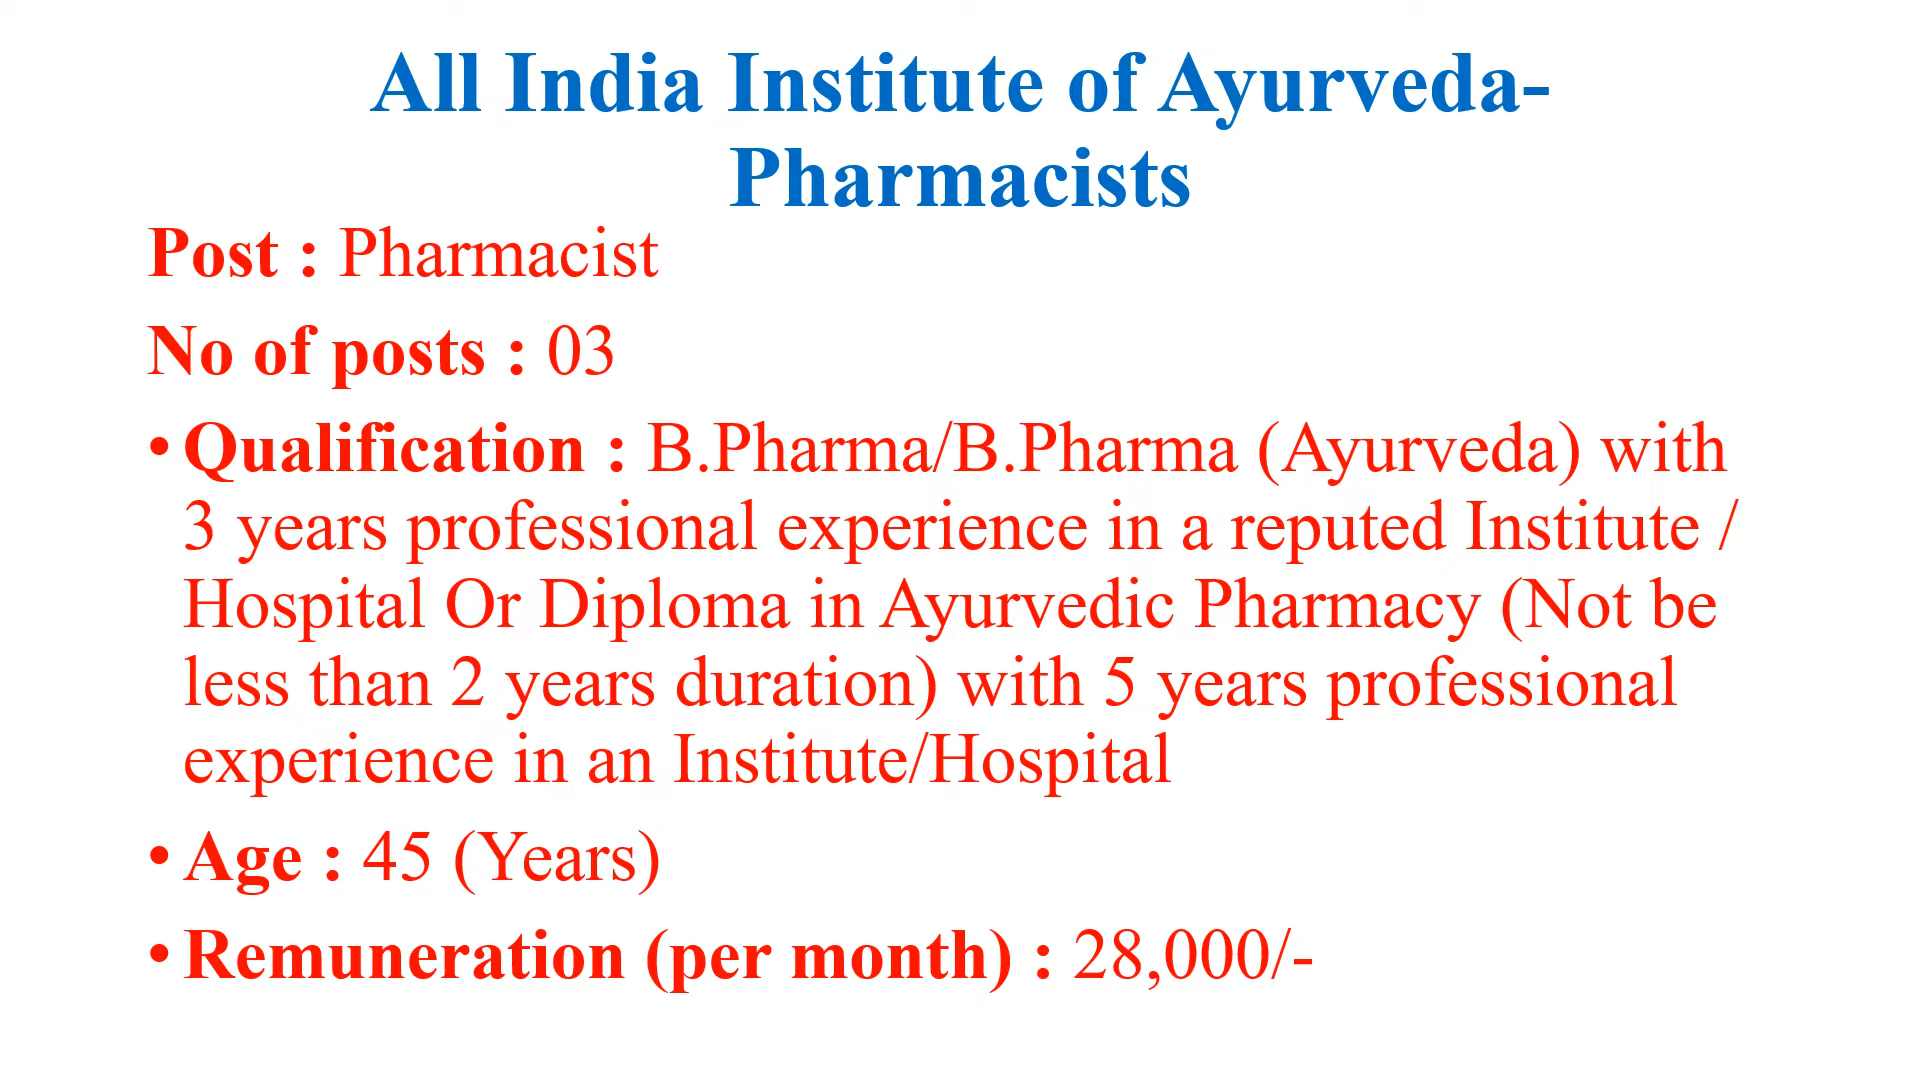 All India Institute of Ayurveda-
Pharmacists
Post : Pharmacist
No of posts : 03
• Qualification : B.Pharma/B.Pharma (Ayurveda) with
3 years professional experience in a reputed Institute /
Hospital Or Diploma in Ayurvedic Pharmacy (Not be
less than 2 years duration) with 5 years professional
experience in an Institute/Hospital
• Age : 45 (Years)
• Remuneration (per month) : 28,000/-